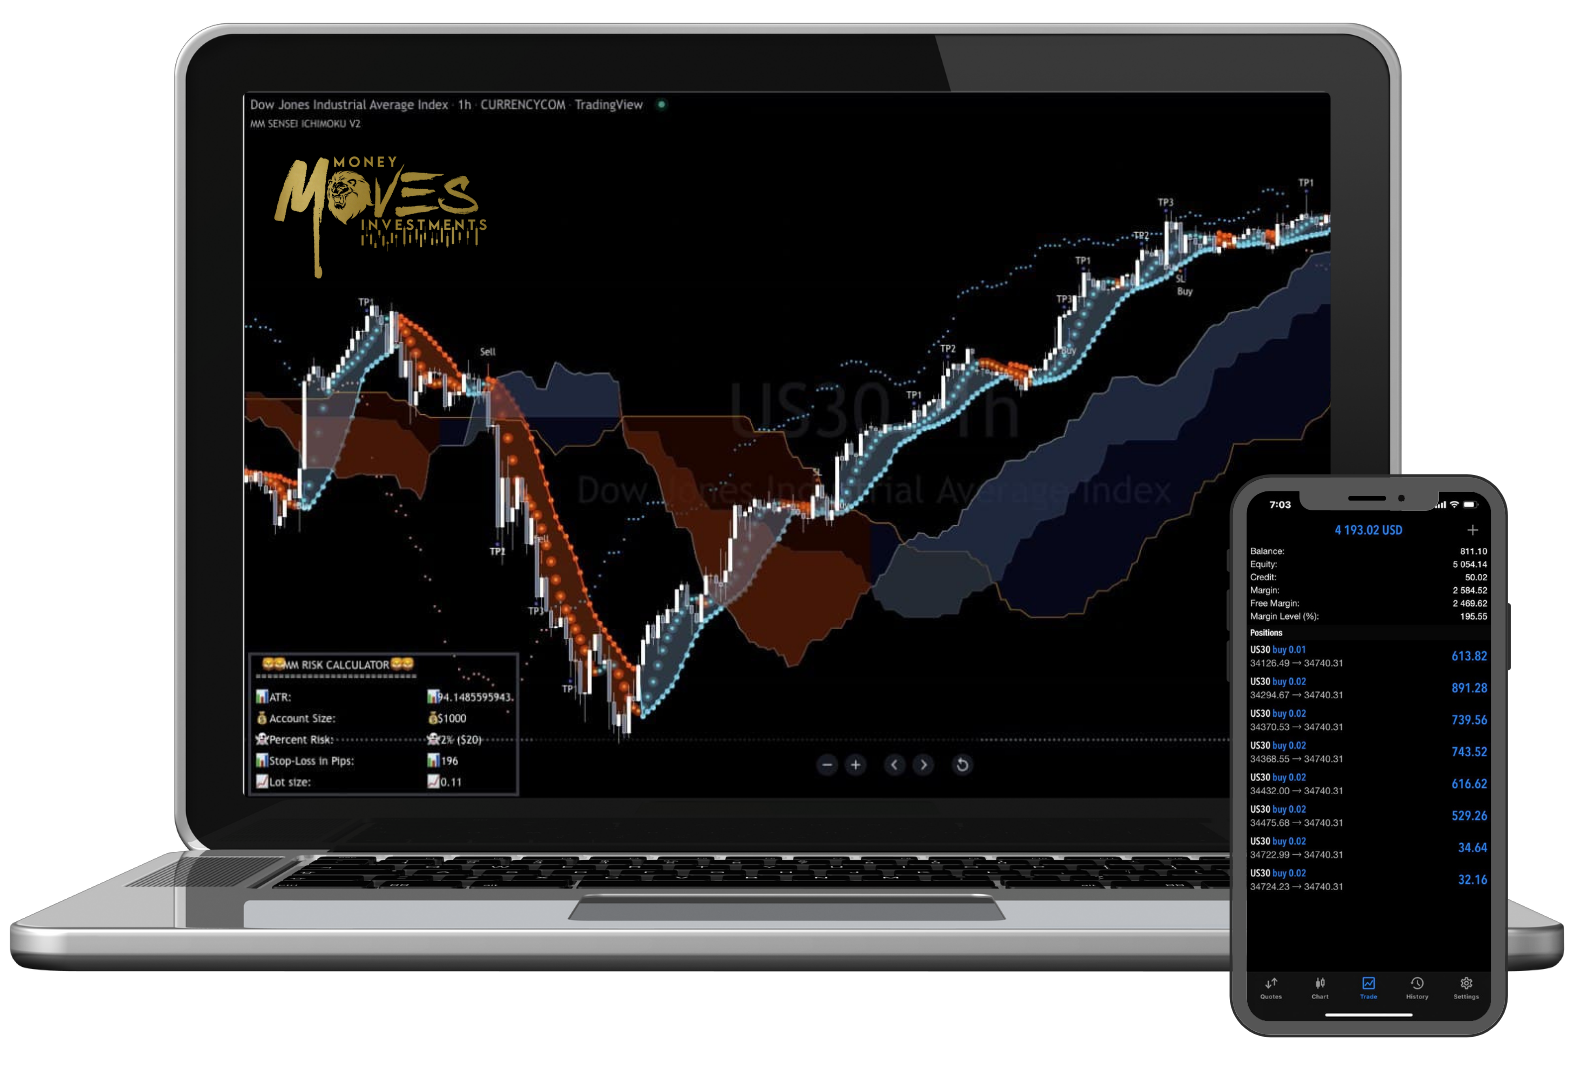 Dow Jones Industrial Average Index · 1h · CURRENCYCOM · TradingView
MM SENSEI ICHIMOKU V2
MONEY
MOVES
INVESTMENTS
TP1
TP3
TP2
TP1
SL
Buy
TP3
TP1
Sell
TP2
Buy
US30, 1h
TP1
SL
Dow Jones Industrial Average Index
Sell
TP3
TP1
MM RISK CALCULATOR
ATR: 94.1485595943.
Account Size: $1000
Percent Risk: 2% ($20)
Stop-Loss in Pips: 196
Lot size: 0.11
7:03
4 193.02 USD
Balance: 811.10
Equity: 5 054.14
Credit: 50.02
Margin: 2 584.52
Free Margin: 2 469.62
Margin Level (%): 195.55
Positions
US30 buy 0.01
34126.49 → 34740.31 613.82
US30 buy 0.02
34294.67 → 34740.31 891.28
US30 buy 0.02
34370.53 → 34740.31 739.56
US30 buy 0.02
34368.55 → 34740.31 743.52
US30 buy 0.02
34432.00 → 34740.31 616.62
US30 buy 0.02
34475.68 → 34740.31 529.26
US30 buy 0.02
34722.99 → 34740.31 34.64
US30 buy 0.02
34724.23 → 34740.31 32.16
Quotes Chart Trade History Settings